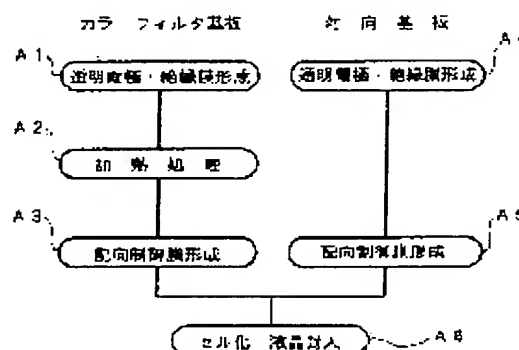 カラーフィルタ基板
対向基板
A1
透明電極・絶縁膜形成
A4
透明電極・絶縁膜形成
A2
加熱処理
A3
配向制御膜形成
A5
配向制御膜形成
セル化 液晶封入
A6